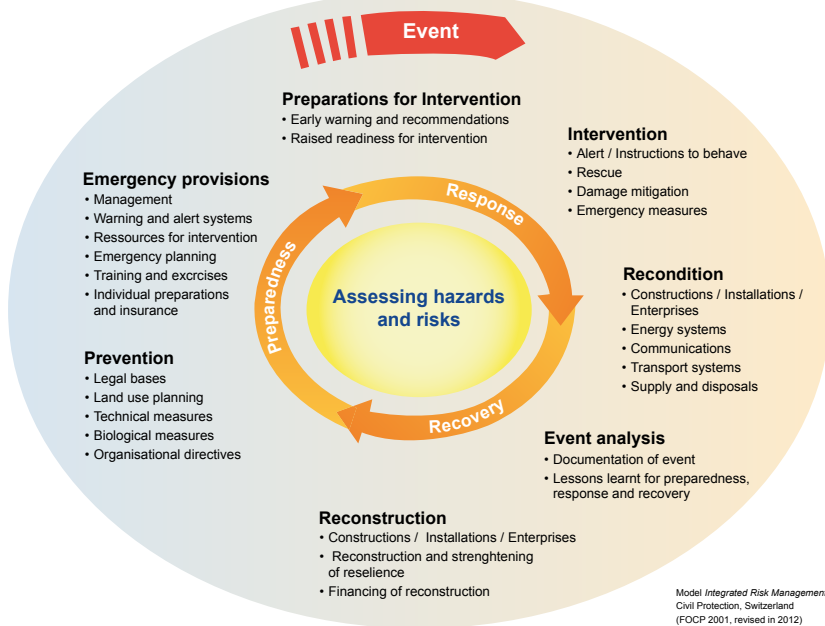 Event
Preparations for Intervention
• Early warning and recommendations
• Raised readiness for intervention
Intervention
• Alert / Instructions to behave
• Rescue
• Damage mitigation
• Emergency measures
Emergency provisions
• Management
• Warning and alert systems
• Ressources for intervention
• Emergency planning
• Training and excrcises
• Individual preparations
and insurance
Response
Preparedness
Assessing hazards
and risks
Recovery
Recondition
• Constructions / Installations /
Enterprises
• Energy systems
• Communications
• Transport systems
• Supply and disposals
Prevention
• Legal bases
• Land use planning
• Technical measures
• Biological measures
• Organisational directives
Event analysis
• Documentation of event
• Lessons learnt for preparedness,
response and recovery
Reconstruction
• Constructions / Installations / Enterprises
• Reconstruction and strenghtening
of reselience
• Financing of reconstruction
Model Integrated Risk Management
Civil Protection, Switzerland
(FOCP 2001, revised in 2012)